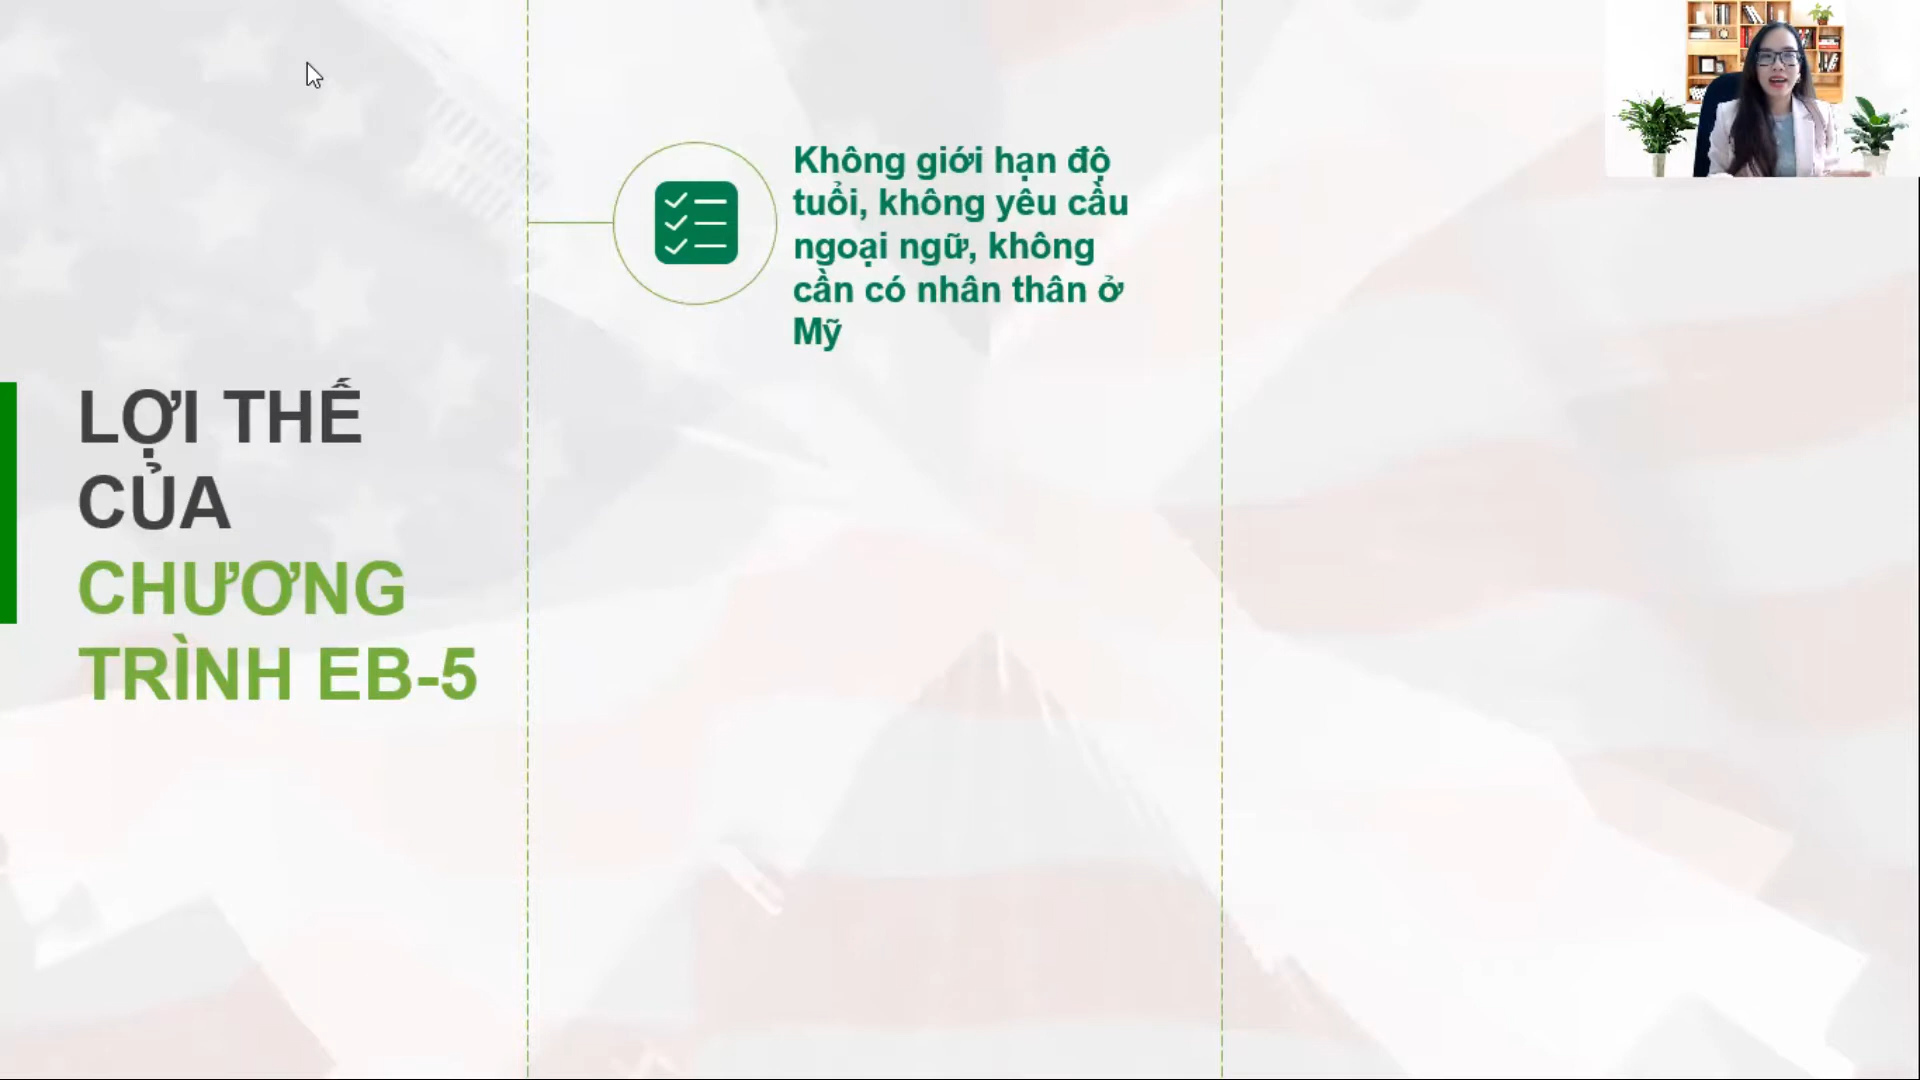 LỢI THẾ
CỦA
CHƯƠNG
TRÌNH EB-5
Không giới hạn độ
tuổi, không yêu cầu
ngoại ngữ, không
cần có nhân thân ở
Mỹ